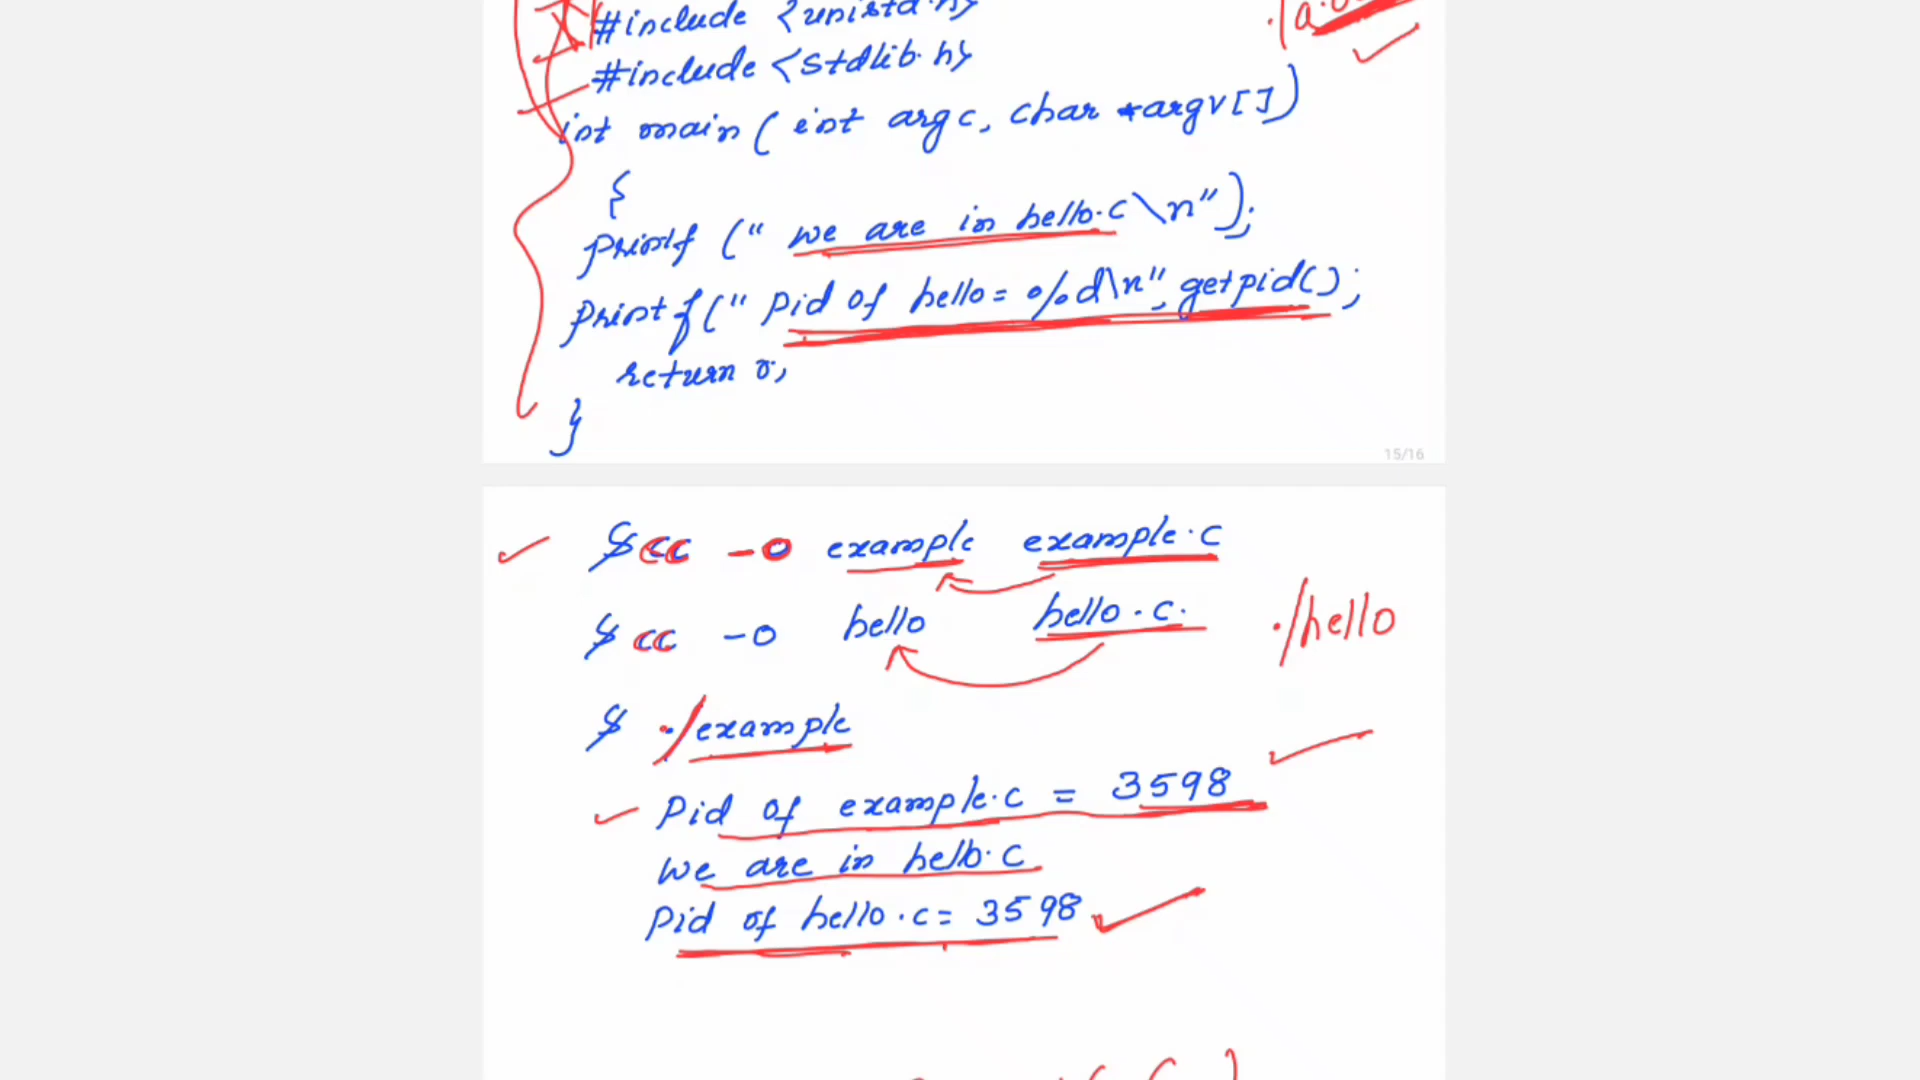 #include <unistd.h>
./a.o
#include <stdlib.h>
int main ( int argc, char *argv[])
{
printf (" we are in hello.c\n");
printf (" pid of hello = %d\n", getpid();
return 0;
}
15/16
$ cc -o example example.c
$ cc -o hello hello.c. ./hello
$ ./example
Pid of example.c = 3598
We are in hello.c
Pid of hello.c = 3598